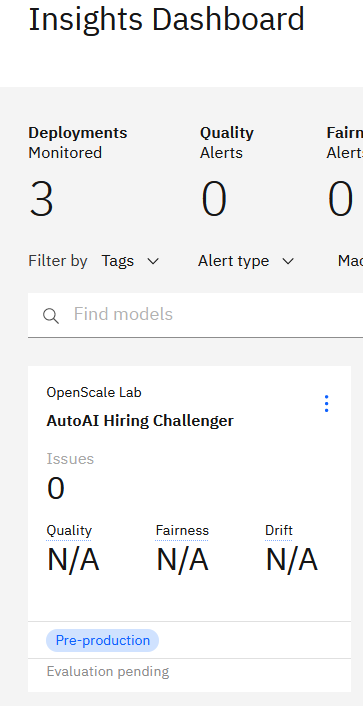 Insights Dashboard
Deployments Quality Fairn
Monitored Alerts Alert
3 0 0
Filter by Tags Alert type Mac
Find models
OpenScale Lab
AutoAI Hiring Challenger
Issues
0
Quality Fairness Drift
N/A N/A N/A
Pre-production
Evaluation pending